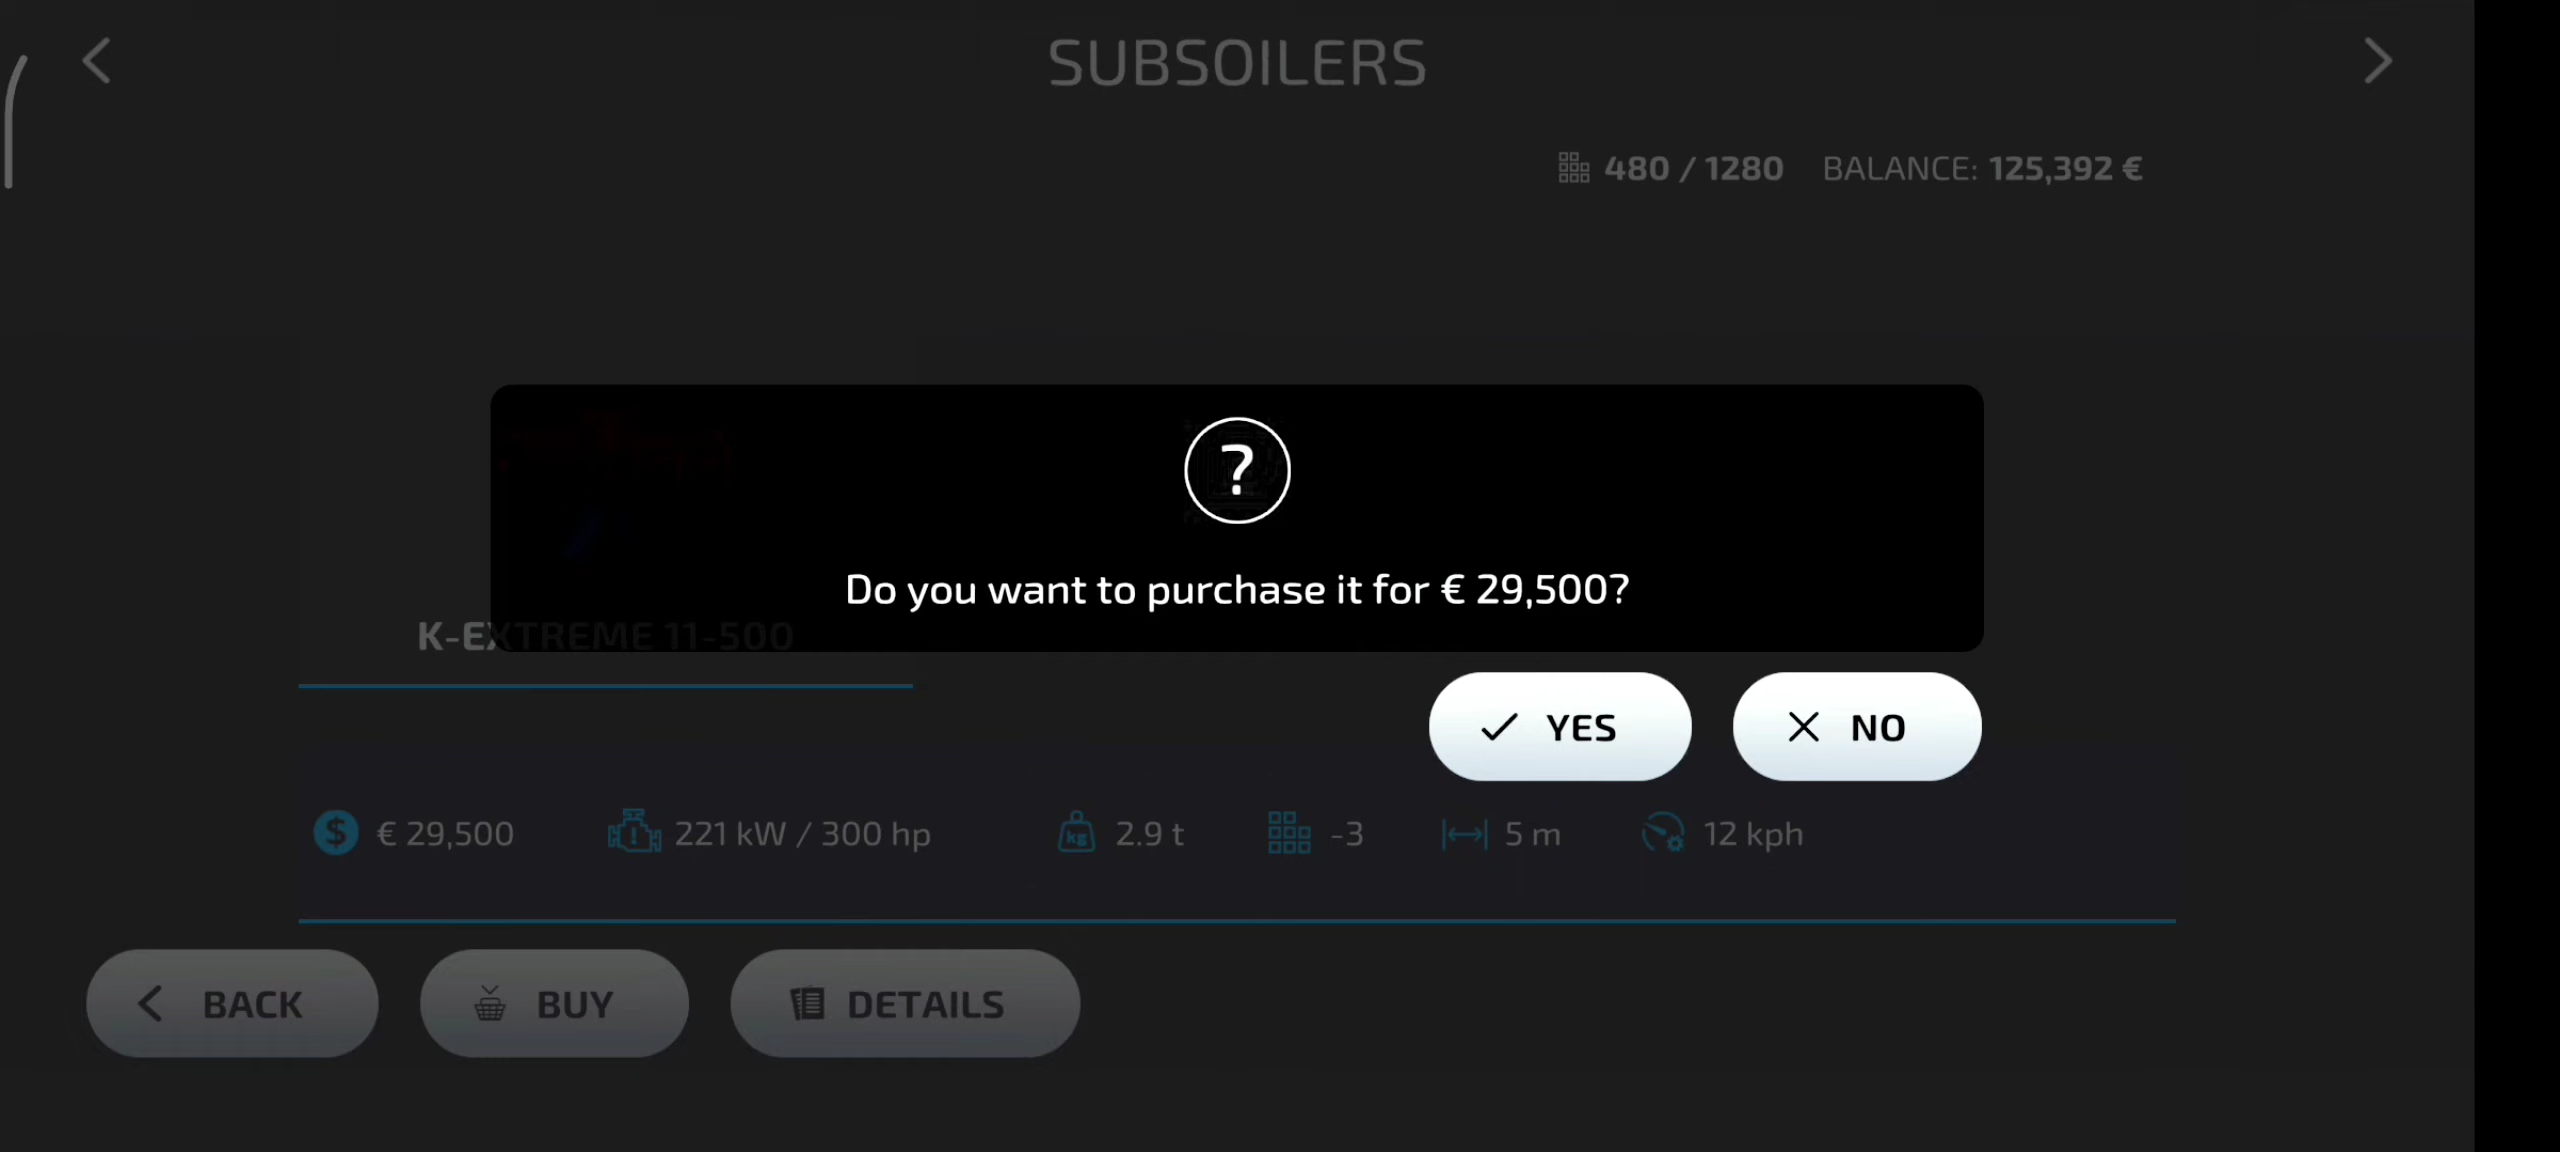 SUBSOILERS
480 / 1280 BALANCE: 125,392 €
?
Do you want to purchase it for € 29,500?
K-EXTREME 11-500
YES NO
€ 29,500 221 kW / 300 hp 2.9 t -3 5 m 12 kph
BACK BUY DETAILS